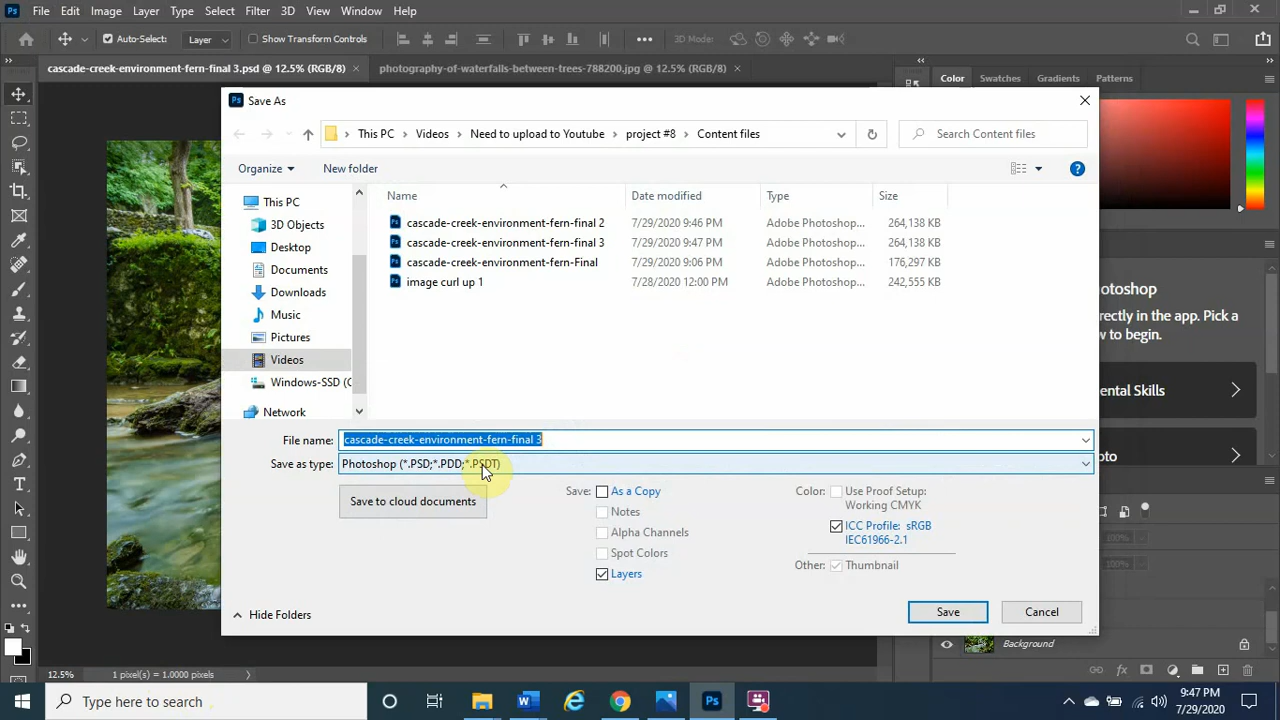 Ps File Edit Image Layer Type Select Filter 3D View Window Help
Auto-Select: Layer Show Transform Controls 3D Mode:
cascade-creek-environment-fern-final 3.psd @ 12.5% (RGB/8) × photography-of-waterfalls-between-trees-788200.jpg @ 12.5% (RGB/8) ×
Color Swatches Gradients Patterns
Ps Save As
This PC Videos Need to upload to Youtube project #8 Content files Search Content files
Organize New folder
Name Date modified Type Size
This PC
3D Objects
Desktop
Documents
Downloads
Music
Pictures
Videos
Windows-SSD (C
Network
cascade-creek-environment-fern-final 2 7/29/2020 9:46 PM Adobe Photoshop... 264,138 KB
cascade-creek-environment-fern-final 3 7/29/2020 9:47 PM Adobe Photoshop... 264,138 KB
cascade-creek-environment-fern-Final 7/29/2020 9:06 PM Adobe Photoshop... 176,297 KB
image curl up 1 7/28/2020 12:00 PM Adobe Photoshop... 242,555 KB
File name: cascade-creek-environment-fern-final 3
Save as type: Photoshop (*.PSD;*.PDD;*.PSDT)
Save to cloud documents
Save: As a Copy
Notes
Alpha Channels
Spot Colors
Layers
Color: Use Proof Setup:
Working CMYK
ICC Profile: sRGB
IEC61966-2.1
Other: Thumbnail
Hide Folders
Save Cancel
otoshop
rectly in the app. Pick a
w to begin.
ental Skills
oto
100%
100%
Background
12.5% 1 pixel(s) = 1.0000 pixels
Type here to search
9:47 PM
7/29/2020